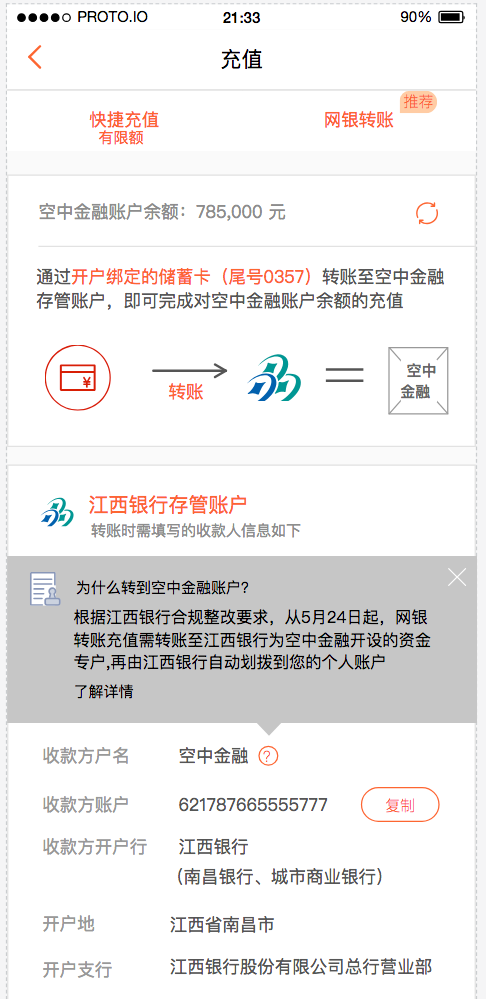 PROTO.IO 21:33 90%
充值
推荐
快捷充值 网银转账
有限额
空中金融账户余额：785,000 元
通过开户绑定的储蓄卡（尾号0357）转账至空中金融
存管账户，即可完成对空中金融账户余额的充值
¥
转账
空中
金融
江西银行存管账户
转账时需填写的收款人信息如下
为什么转到空中金融账户？
根据江西银行合规整改要求，从5月24日起，网银
转账充值需转账至江西银行为空中金融开设的资金
专户,再由江西银行自动划拨到您的个人账户
了解详情
收款方户名 空中金融 ?
收款方账户 621787665555777 复制
收款方开户行 江西银行
（南昌银行、城市商业银行）
开户地 江西省南昌市
开户支行 江西银行股份有限公司总行营业部